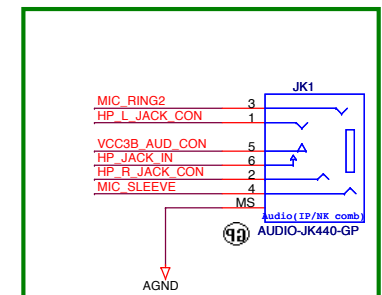 JK1
MIC_RING2 3
HP_L_JACK_CON 1
VCC3B_AUD_CON 5
HP_JACK_IN 6
HP_R_JACK_CON 2
MIC_SLEEVE 4
MS
Audio(IP/NK comb)
AUDIO-JK440-GP
AGND